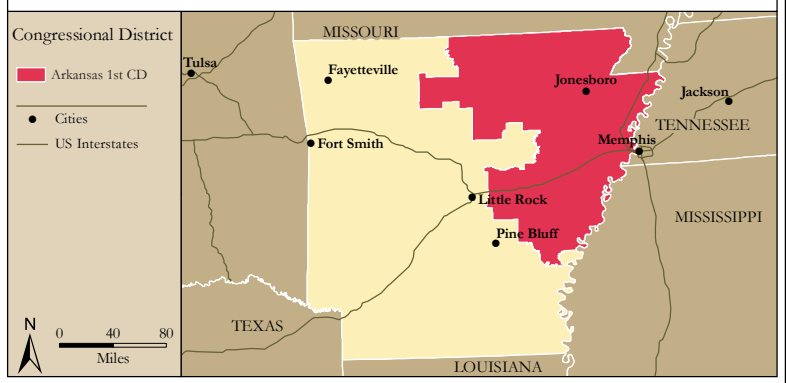 Congressional District
Arkansas 1st CD
Cities
US Interstates
N
0 40 80
Miles
MISSOURI
Tulsa
Fayetteville
Jonesboro
Jackson
TENNESSEE
Memphis
Fort Smith
Little Rock
MISSISSIPPI
Pine Bluff
TEXAS
LOUISIANA